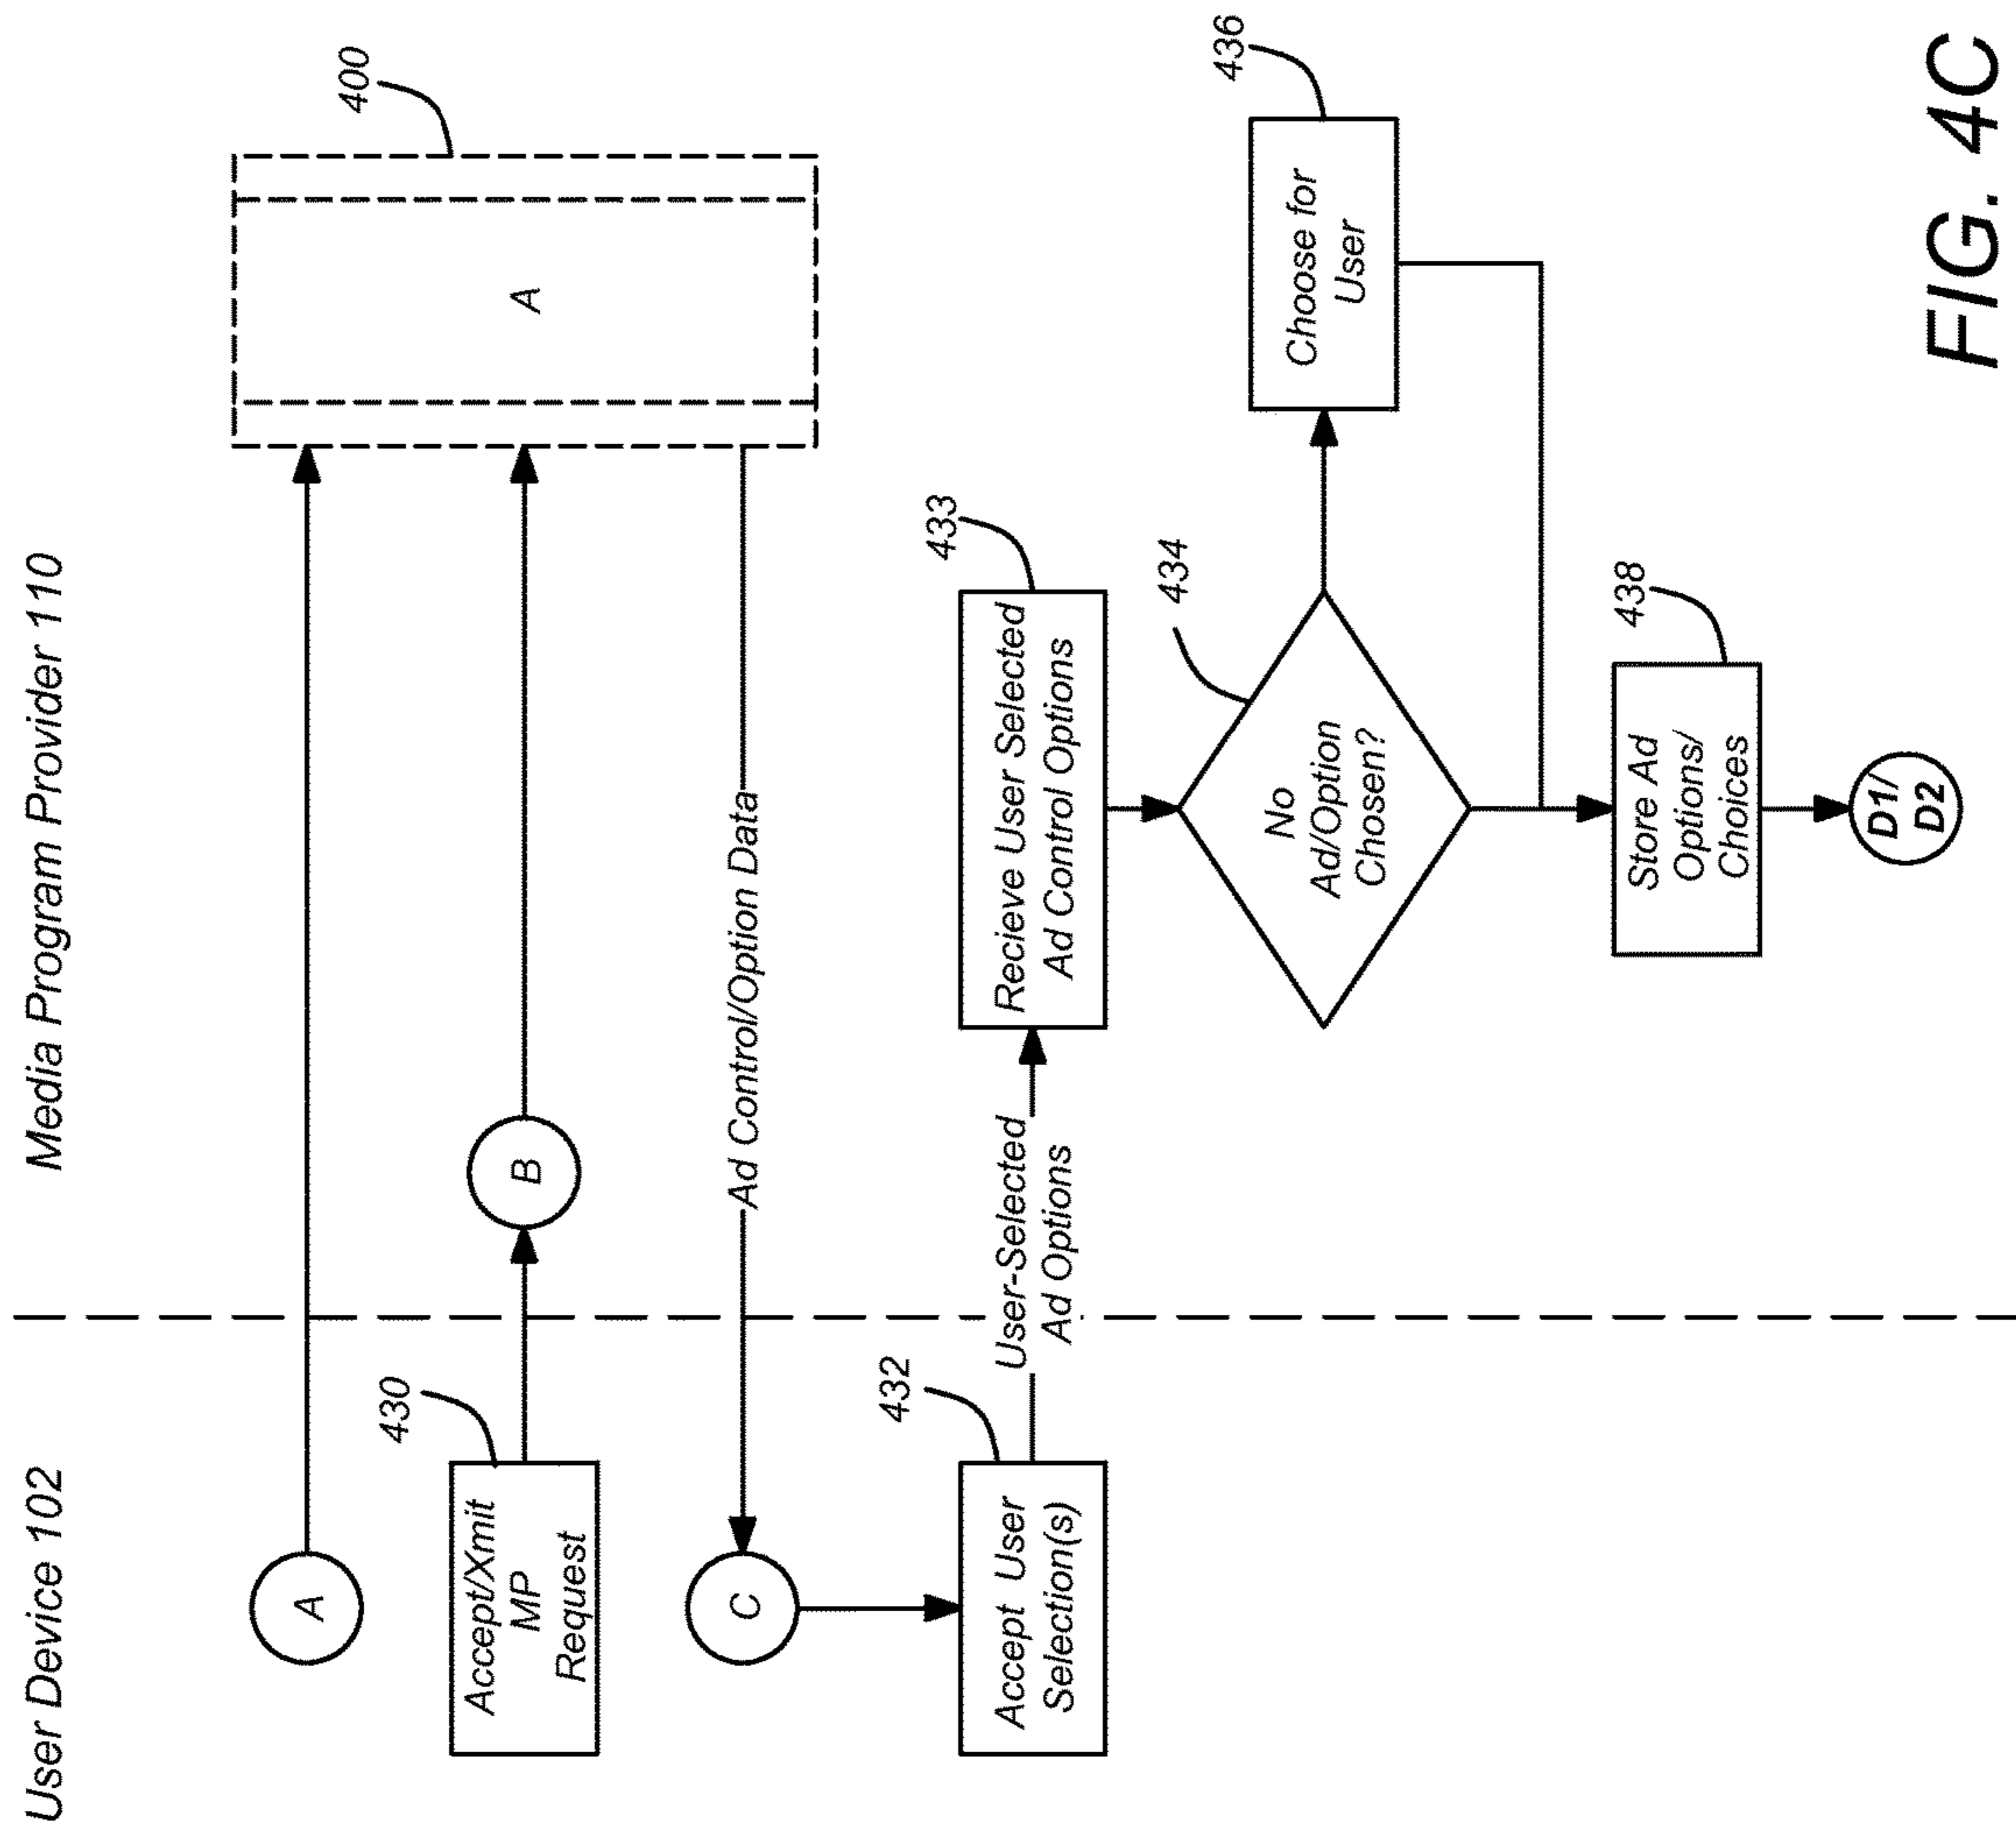 User Device 102
Media Program Provider 110
A
400
A
430
Accept/Xmit
MP
Request
B
Ad Control/Option Data
C
432
Accept User
Selection(s)
User-Selected
Ad Options
433
Recieve User Selected
Ad Control Options
434
No
Ad/Option
Chosen?
436
Choose for
User
438
Store Ad
Options/
Choices
D1/
D2
FIG. 4C